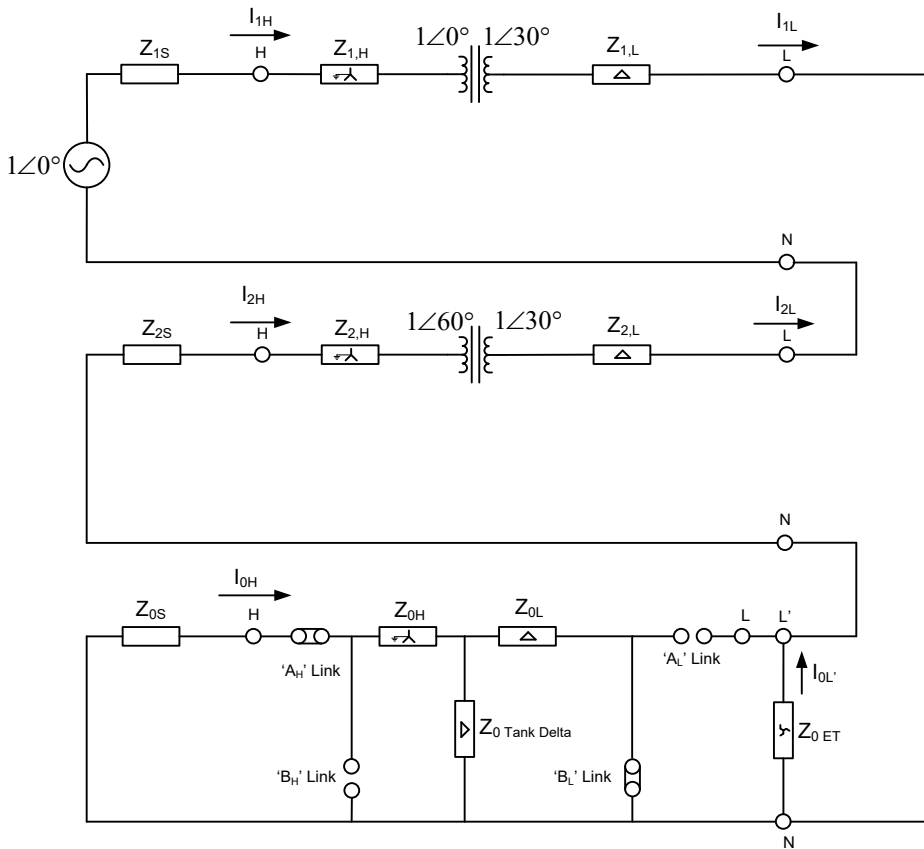 I1H
I1L
Z1S
H
Z1,H
1∠0°
1∠30°
Z1,L
L
1∠0°
N
I2H
I2L
Z2S
H
Z2,H
1∠60°
1∠30°
Z2,L
L
N
I0H
Z0S
H
Z0H
Z0L
L
L'
'AH' Link
'AL' Link
I0L'
Z0 Tank Delta
Z0 ET
'BH' Link
'BL' Link
N